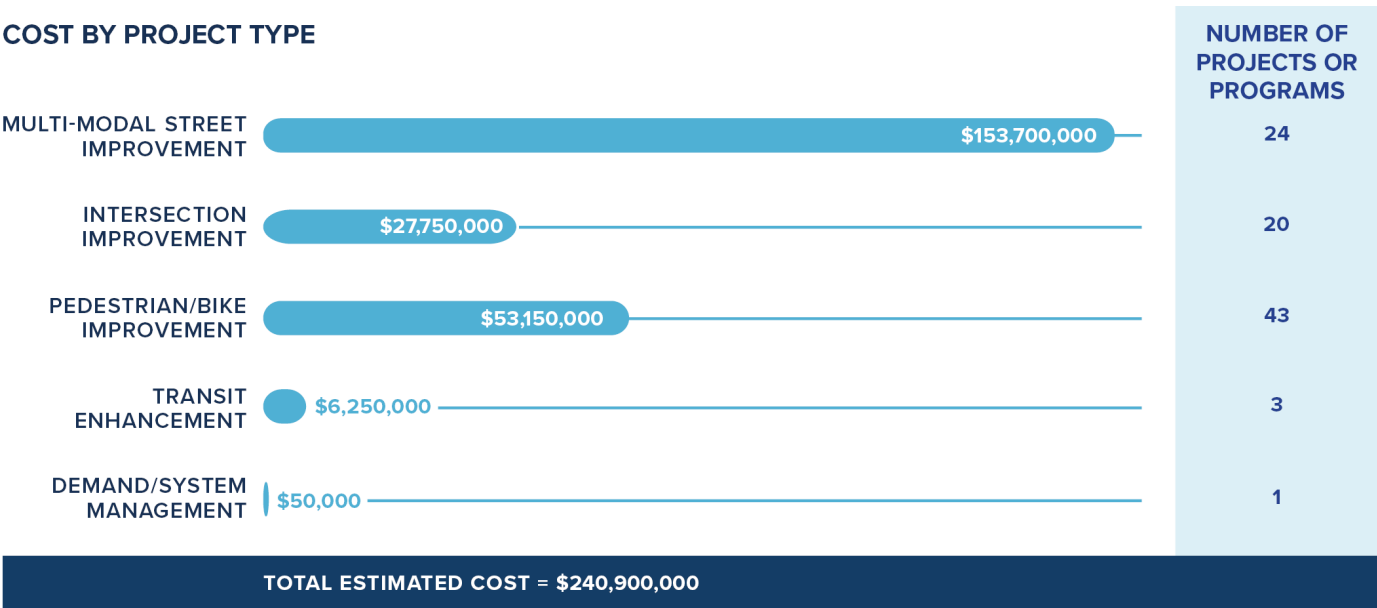 COST BY PROJECT TYPE
NUMBER OF
PROJECTS OR
PROGRAMS
MULTI-MODAL STREET
IMPROVEMENT
$153,700,000
24
INTERSECTION
IMPROVEMENT
$27,750,000
20
PEDESTRIAN/BIKE
IMPROVEMENT
$53,150,000
43
TRANSIT
ENHANCEMENT
$6,250,000
3
DEMAND/SYSTEM
MANAGEMENT
$50,000
1
TOTAL ESTIMATED COST = $240,900,000